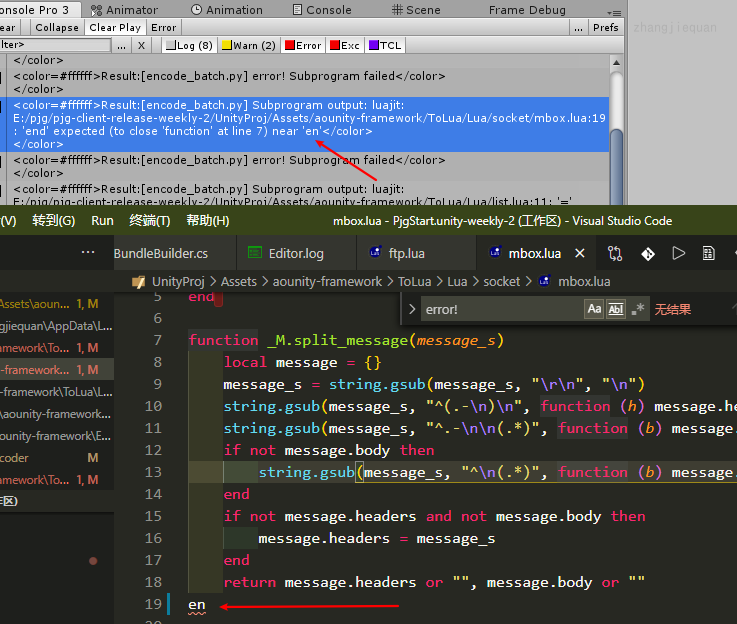 onsole Pro 3 Animator Animation Console Scene Frame Debug
ear Collapse Clear Play Error ... Prefs
lter> ... X Log (8) Warn (2) Error Exc TCL
zhangjiequan
</color>
<color=#ffffff>Result:[encode_batch.py] error! Subprogram failed</color>
</color>
<color=#ffffff>Result:[encode_batch.py] Subprogram output: luajit:
E:/pjg/pjg-client-release-weekly-2/UnityProj/Assets/aounity-framework/ToLua/Lua/socket/mbox.lua:19
: 'end' expected (to close 'function' at line 7) near 'en'</color>
</color>
<color=#ffffff>Result:[encode_batch.py] error! Subprogram failed</color>
</color>
<color=#ffffff>Result:[encode_batch.py] Subprogram output: luajit:
E:/pjg/pjg-client-release-weekly-2/UnityProj/Assets/aounity-framework/ToLua/Lua/list.lua:11: '='
(V) 转到(G) Run 终端(T) 帮助(H) mbox.lua - PjgStart.unity-weekly-2 (工作区) - Visual Studio Code
... BundleBuilder.cs Editor.log ftp.lua mbox.lua ×
UnityProj > Assets > aounity-framework > ToLua > Lua > socket > mbox.lua
> error! Aa Abl .* 无结果
Assets\aoun... 1, M
gjiequan\AppData\L...
amework\To... 1, M
-framework... 1, M
-framework\ToLua\L...
\aounity-framework...
ounity-framework\E...
coder M
amework\To... 1, M
区)
5 end
6
7 function _M.split_message(message_s)
8 local message = {}
9 message_s = string.gsub(message_s, "\r\n", "\n")
10 string.gsub(message_s, "^(.-\n)\n", function (h) message.he
11 string.gsub(message_s, "^.-\n\n(.*)", function (b) message.
12 if not message.body then
13 string.gsub(message_s, "^\n(.*)", function (b) message.
14 end
15 if not message.headers and not message.body then
16 message.headers = message_s
17 end
18 return message.headers or "", message.body or ""
19 en
20